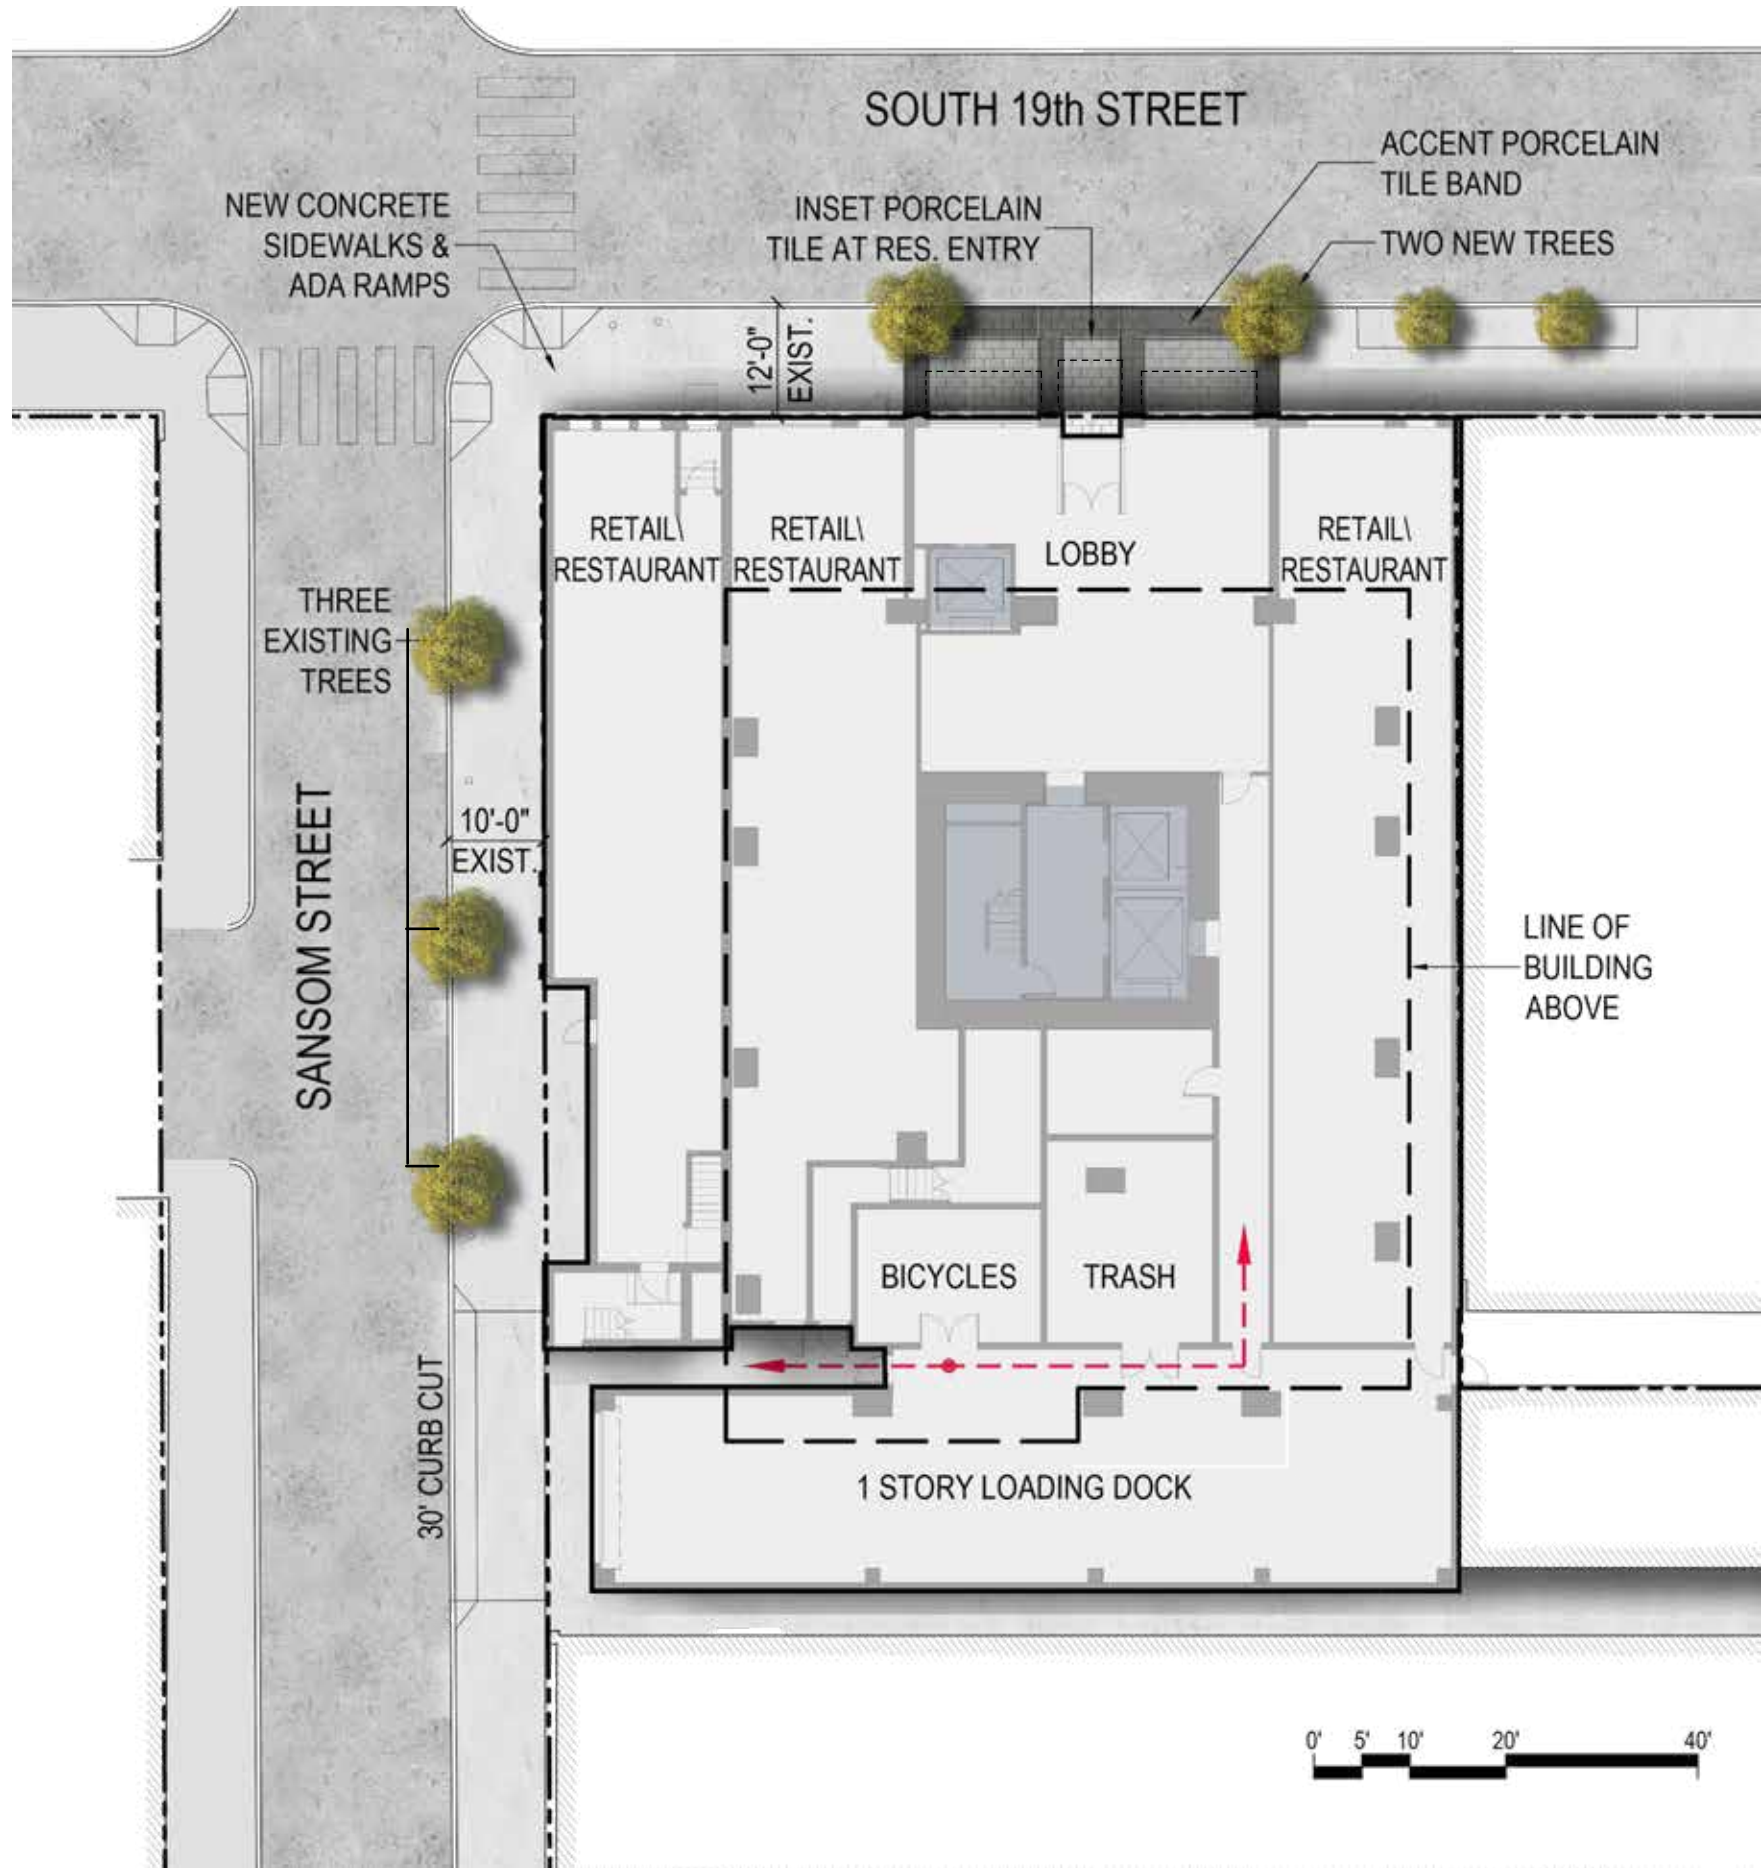 SOUTH 19th STREET
ACCENT PORCELAIN
TILE BAND
NEW CONCRETE
SIDEWALKS &
ADA RAMPS
INSET PORCELAIN
TILE AT RES. ENTRY
TWO NEW TREES
12'-0"
EXIST.
RETAIL\
RESTAURANT
RETAIL\
RESTAURANT
LOBBY
RETAIL\
RESTAURANT
THREE
EXISTING
TREES
10'-0"
EXIST.
SANSOM STREET
LINE OF
BUILDING
ABOVE
BICYCLES
TRASH
30' CURB CUT
1 STORY LOADING DOCK
0' 5' 10' 20' 40'